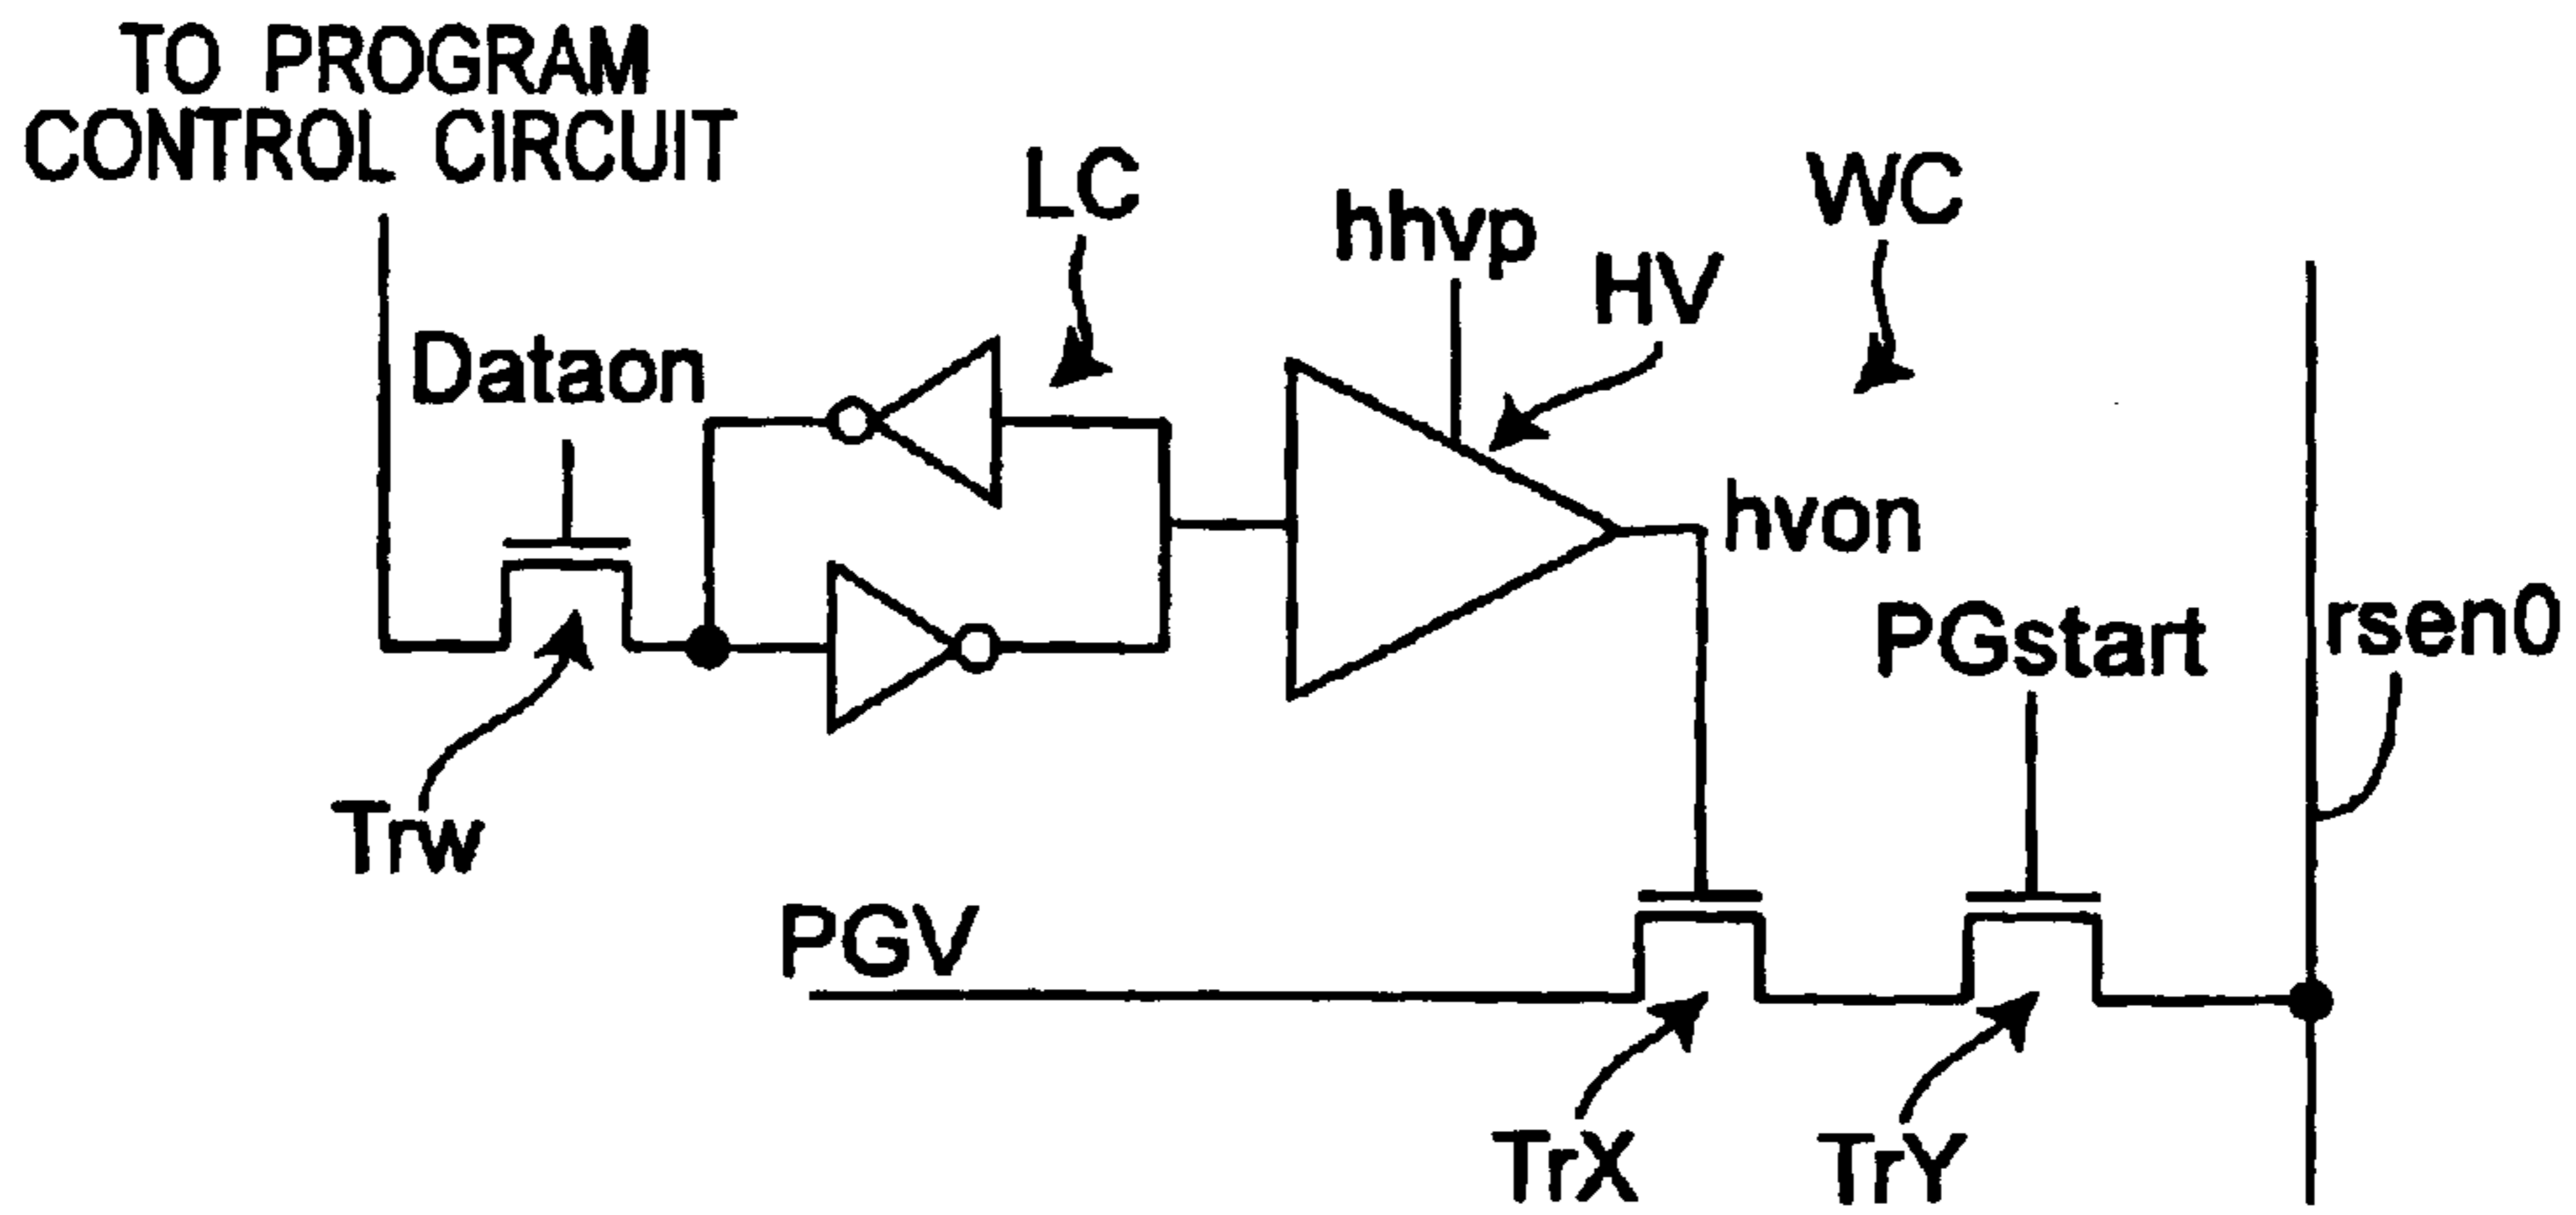 TO PROGRAM
CONTROL CIRCUIT
LC
WC
hhvp
HV
Dataon
hvon
PGstart
rsen0
Trw
PGV
TrX
TrY